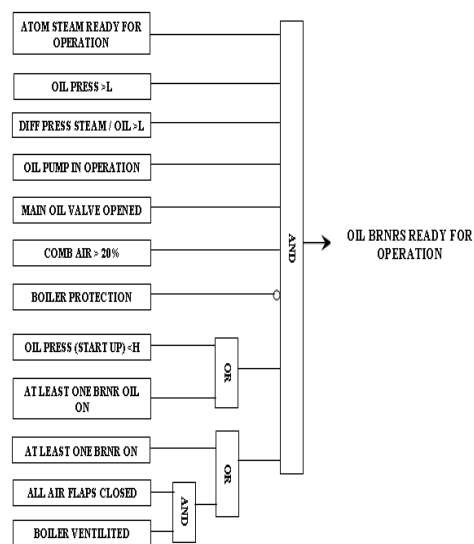 ATOM STEAM READY FOR
OPERATION
OIL PRESS >L
DIFF PRESS STEAM / OIL >L
OIL PUMP IN OPERATION
MAIN OIL VALVE OPENED
COMB AIR > 20%
BOILER PROTECTION
OIL PRESS (START UP) <H
AT LEAST ONE BRNR OIL
ON
AT LEAST ONE BRNR ON
ALL AIR FLAPS CLOSED
BOILER VENTILITED
OR
OR
AND
AND
OIL BRNRS READY FOR
OPERATION